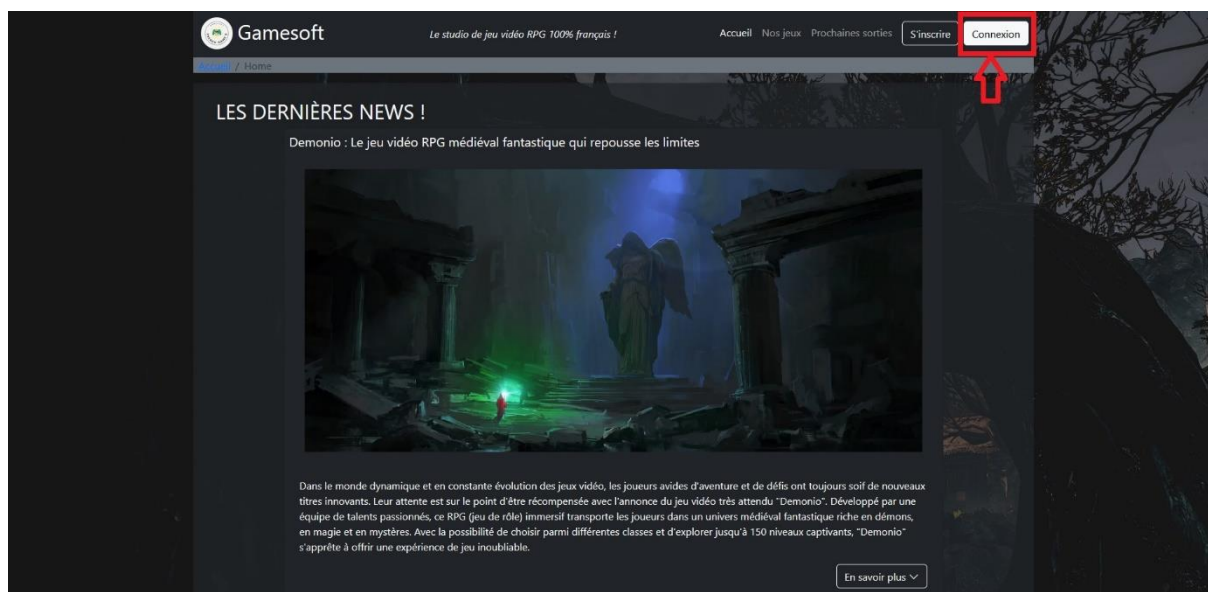 Gamesoft
Le studio de jeu vidéo RPG 100% français !
Accueil Nos jeux Prochaines sorties S'inscrire Connexion
Accueil / Home
LES DERNIÈRES NEWS !
Demonio : Le jeu vidéo RPG médiéval fantastique qui repousse les limites
Dans le monde dynamique et en constante évolution des jeux vidéo, les joueurs avides d'aventure et de défis ont toujours soif de nouveaux
titres innovants. Leur attente est sur le point d'être récompensée avec l'annonce du jeu vidéo très attendu "Demonio". Développé par une
équipe de talents passionnés, ce RPG (jeu de rôle) immersif transporte les joueurs dans un univers médiéval fantastique riche en démons,
en magie et en mystères. Avec la possibilité de choisir parmi différentes classes et d'explorer jusqu'à 150 niveaux captivants, "Demonio"
s'apprête à offrir une expérience de jeu inoubliable.
En savoir plus